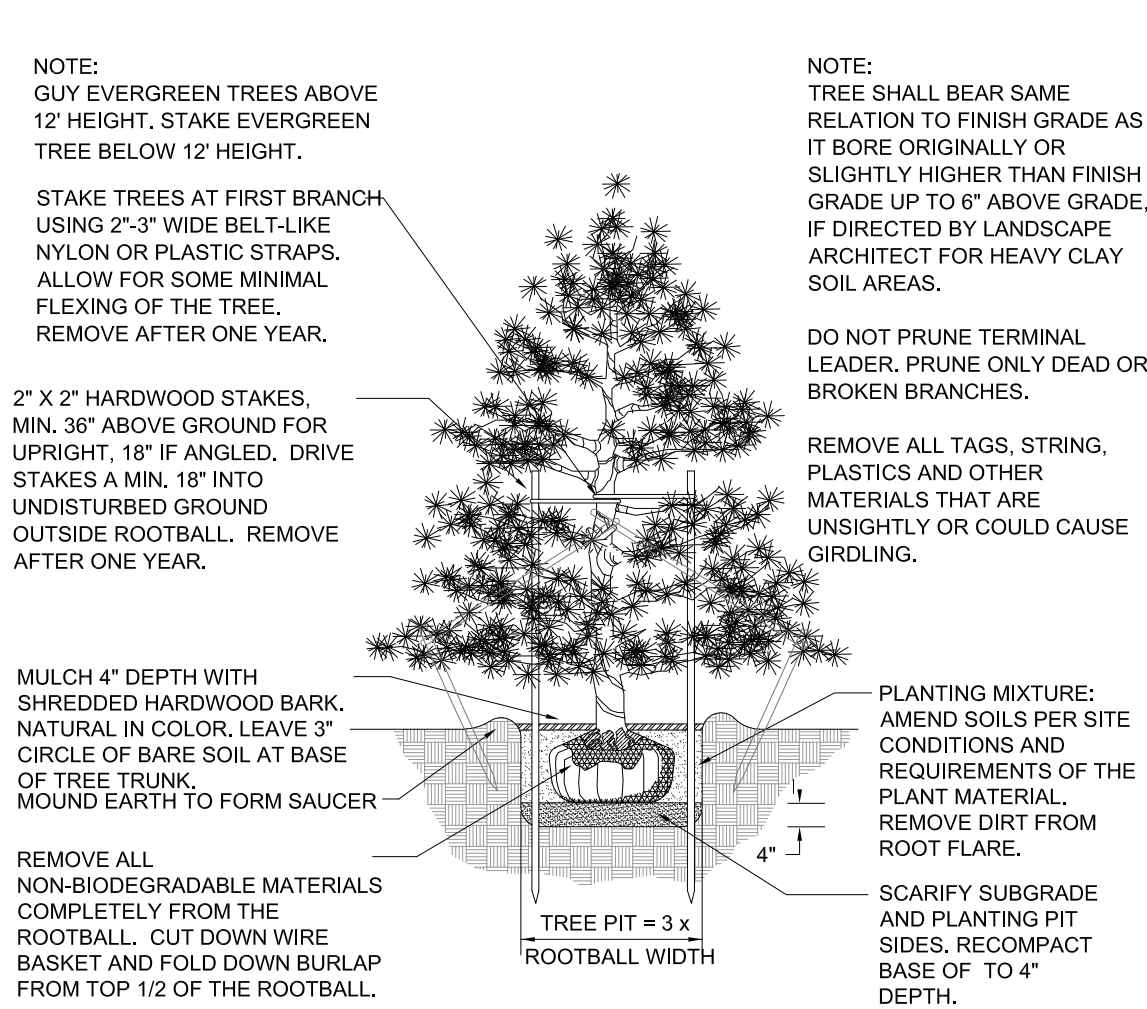 NOTE:
GUY EVERGREEN TREES ABOVE
12' HEIGHT. STAKE EVERGREEN
TREE BELOW 12' HEIGHT.
STAKE TREES AT FIRST BRANCH
USING 2"-3" WIDE BELT-LIKE
NYLON OR PLASTIC STRAPS.
ALLOW FOR SOME MINIMAL
FLEXING OF THE TREE.
REMOVE AFTER ONE YEAR.
2" X 2" HARDWOOD STAKES,
MIN. 36" ABOVE GROUND FOR
UPRIGHT, 18" IF ANGLED. DRIVE
STAKES A MIN. 18" INTO
UNDISTURBED GROUND
OUTSIDE ROOTBALL. REMOVE
AFTER ONE YEAR.
MULCH 4" DEPTH WITH
SHREDDED HARDWOOD BARK.
NATURAL IN COLOR. LEAVE 3"
CIRCLE OF BARE SOIL AT BASE
OF TREE TRUNK.
MOUND EARTH TO FORM SAUCER
REMOVE ALL
NON-BIODEGRADABLE MATERIALS
COMPLETELY FROM THE
ROOTBALL. CUT DOWN WIRE
BASKET AND FOLD DOWN BURLAP
FROM TOP 1/2 OF THE ROOTBALL.
TREE PIT = 3 x
ROOTBALL WIDTH
4"
NOTE:
TREE SHALL BEAR SAME
RELATION TO FINISH GRADE AS
IT BORE ORIGINALLY OR
SLIGHTLY HIGHER THAN FINISH
GRADE UP TO 6" ABOVE GRADE,
IF DIRECTED BY LANDSCAPE
ARCHITECT FOR HEAVY CLAY
SOIL AREAS.
DO NOT PRUNE TERMINAL
LEADER. PRUNE ONLY DEAD OR
BROKEN BRANCHES.
REMOVE ALL TAGS, STRING,
PLASTICS AND OTHER
MATERIALS THAT ARE
UNSIGHTLY OR COULD CAUSE
GIRDLING.
PLANTING MIXTURE:
AMEND SOILS PER SITE
CONDITIONS AND
REQUIREMENTS OF THE
PLANT MATERIAL.
REMOVE DIRT FROM
ROOT FLARE.
SCARIFY SUBGRADE
AND PLANTING PIT
SIDES. RECOMPACT
BASE OF TO 4"
DEPTH.